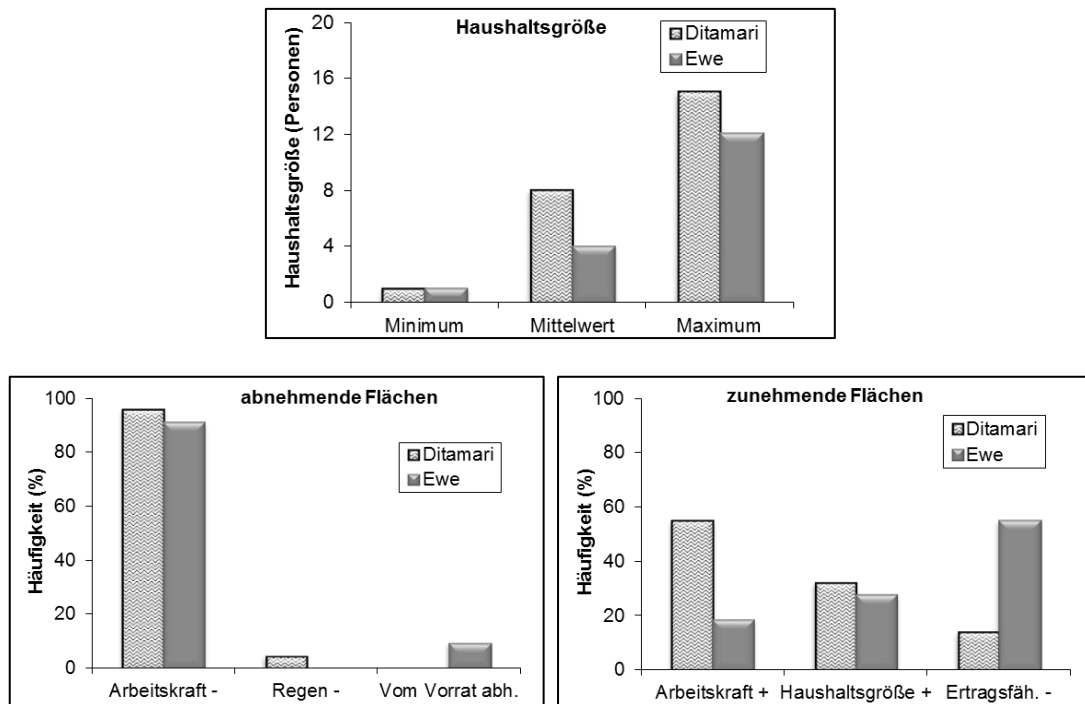 Haushaltsgröße
Ditamari
Ewe
Haushaltsgröße (Personen)
20
16
12
8
4
0
Minimum Mittelwert Maximum
abnehmende Flächen
Ditamari
Ewe
Häufigkeit (%)
100
80
60
40
20
0
Arbeitskraft - Regen - Vom Vorrat abh.
zunehmende Flächen
Ditamari
Ewe
Häufigkeit (%)
100
80
60
40
20
0
Arbeitskraft + Haushaltsgröße + Ertragsfäh. -